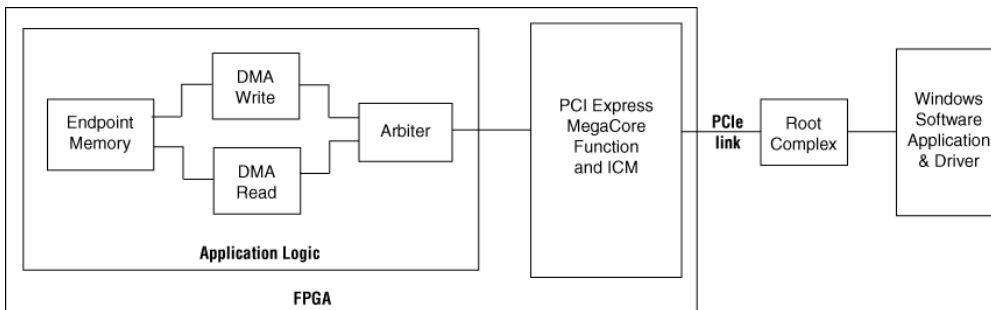 Endpoint
Memory
DMA
Write
DMA
Read
Arbiter
Application Logic
FPGA
PCI Express
MegaCore
Function
and ICM
PCIe
link
Root
Complex
Windows
Software
Application
& Driver